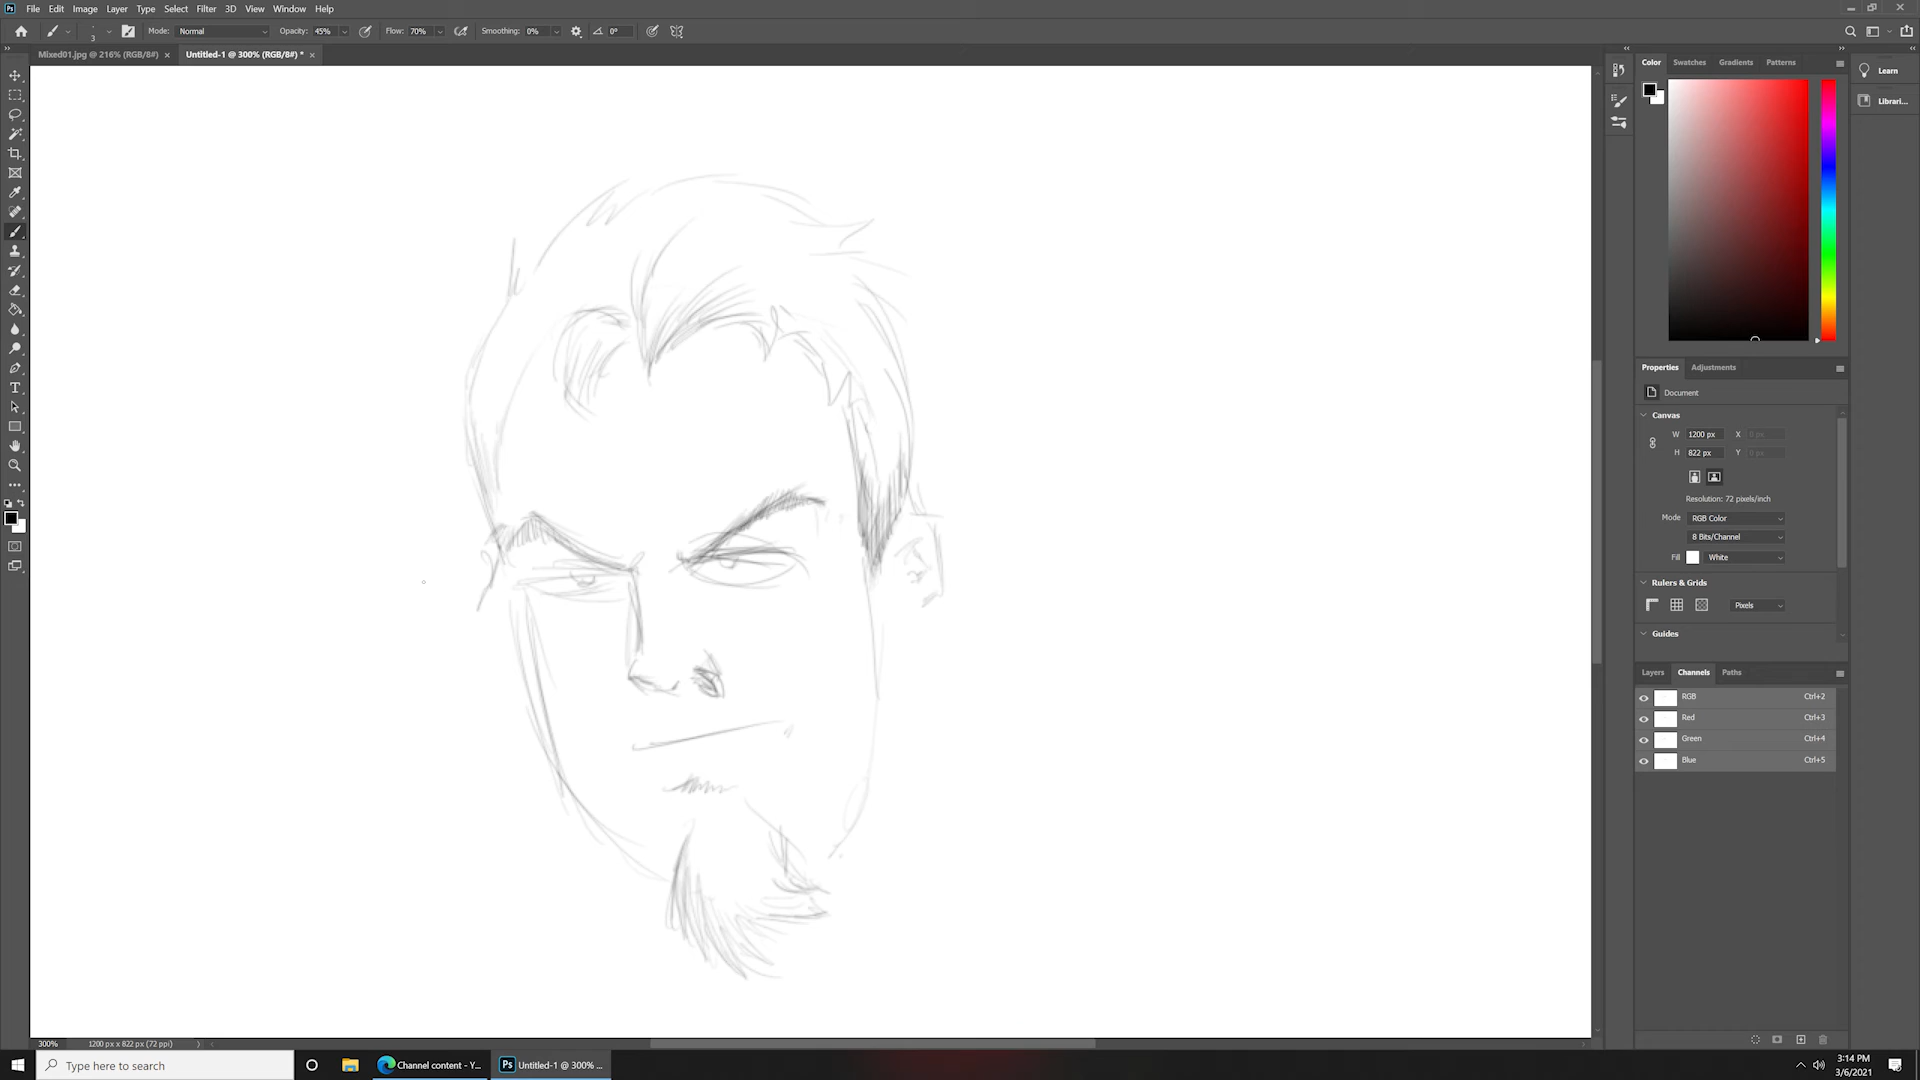 Ps File Edit Image Layer Type Select Filter 3D View Window Help
3 Mode: Normal Opacity: 45% Flow: 70% Smoothing: 0% 0°
Mixed01.jpg @ 216% (RGB/8#) × Untitled-1 @ 300% (RGB/8#) * ×
Color Swatches Gradients Patterns
Learn
Librari...
Properties Adjustments
Document
Canvas
W 1200 px X 0 px
H 822 px Y 0 px
Resolution: 72 pixels/inch
Mode RGB Color
8 Bits/Channel
Fill White
Rulers & Grids
Pixels
Guides
Layers Channels Paths
RGB Ctrl+2
Red Ctrl+3
Green Ctrl+4
Blue Ctrl+5
300% 1200 px x 822 px (72 ppi)
Type here to search
Channel content - Y...
Ps Untitled-1 @ 300% ...
3:14 PM
3/6/2021